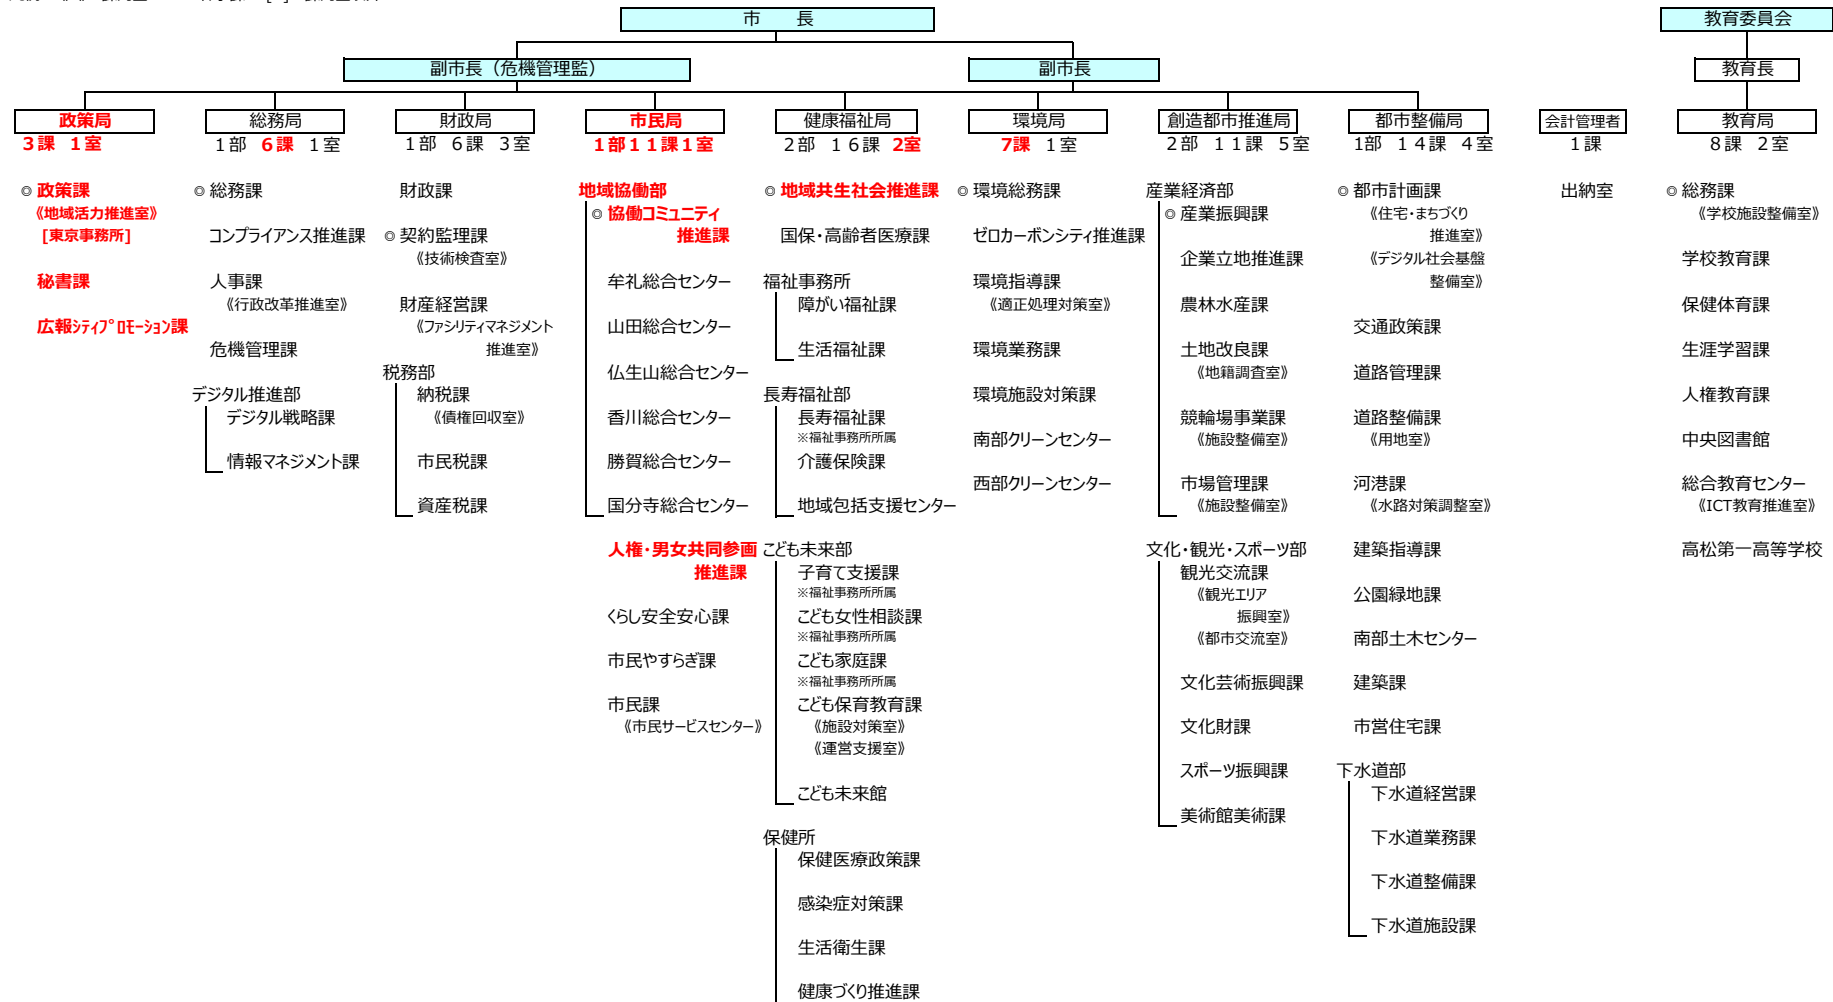 市　長
教育委員会
副市長（危機管理監）
副市長
教育長
政策局
総務局
財政局
市民局
健康福祉局
環境局
創造都市推進局
都市整備局
会計管理者
教育局
３課 １室
１部 ６課 １室
１部 ６課 ３室
１部１１課１室
２部 １６課 2室
7課 １室
２部 １１課 ５室
1部 １４課 ４室
１課
８課 ２室
◎ 政策課
《地域活力推進室》
[東京事務所]
秘書課
広報ｼﾃｨﾌﾟﾛﾓｰｼｮﾝ課
◎ 総務課
コンプライアンス推進課
人事課
《行政改革推進室》
危機管理課
デジタル推進部
デジタル戦略課
情報マネジメント課
財政課
◎ 契約監理課
《技術検査室》
財産経営課
《ファシリティマネジメント
推進室》
税務部
納税課
《債権回収室》
市民税課
資産税課
地域協働部
◎ 協働コミュニティ
推進課
牟礼総合センター
山田総合センター
仏生山総合センター
香川総合センター
勝賀総合センター
国分寺総合センター
人権・男女共同参画
推進課
くらし安全安心課
市民やすらぎ課
市民課
《市民サービスセンター》
◎ 地域共生社会推進課
国保・高齢者医療課
福祉事務所
障がい福祉課
生活福祉課
長寿福祉部
長寿福祉課
※福祉事務所所属
介護保険課
地域包括支援センター
こども未来部
子育て支援課
※福祉事務所所属
こども女性相談課
※福祉事務所所属
こども家庭課
※福祉事務所所属
こども保育教育課
《施設対策室》
《運営支援室》
こども未来館
保健所
保健医療政策課
感染症対策課
生活衛生課
健康づくり推進課
◎ 環境総務課
ゼロカーボンシティ推進課
環境指導課
《適正処理対策室》
環境業務課
環境施設対策課
南部クリーンセンター
西部クリーンセンター
産業経済部
◎ 産業振興課
企業立地推進課
農林水産課
土地改良課
《地籍調査室》
競輪場事業課
《施設整備室》
市場管理課
《施設整備室》
文化・観光・スポーツ部
観光交流課
《観光エリア
振興室》
《都市交流室》
文化芸術振興課
文化財課
スポーツ振興課
美術館美術課
◎ 都市計画課
《住宅・まちづくり
推進室》
《デジタル社会基盤
整備室》
交通政策課
道路管理課
道路整備課
《用地室》
河港課
《水路対策調整室》
建築指導課
公園緑地課
南部土木センター
建築課
市営住宅課
下水道部
下水道経営課
下水道業務課
下水道整備課
下水道施設課
出納室
◎ 総務課
《学校施設整備室》
学校教育課
保健体育課
生涯学習課
人権教育課
中央図書館
総合教育センター
《ICT教育推進室》
高松第一高等学校